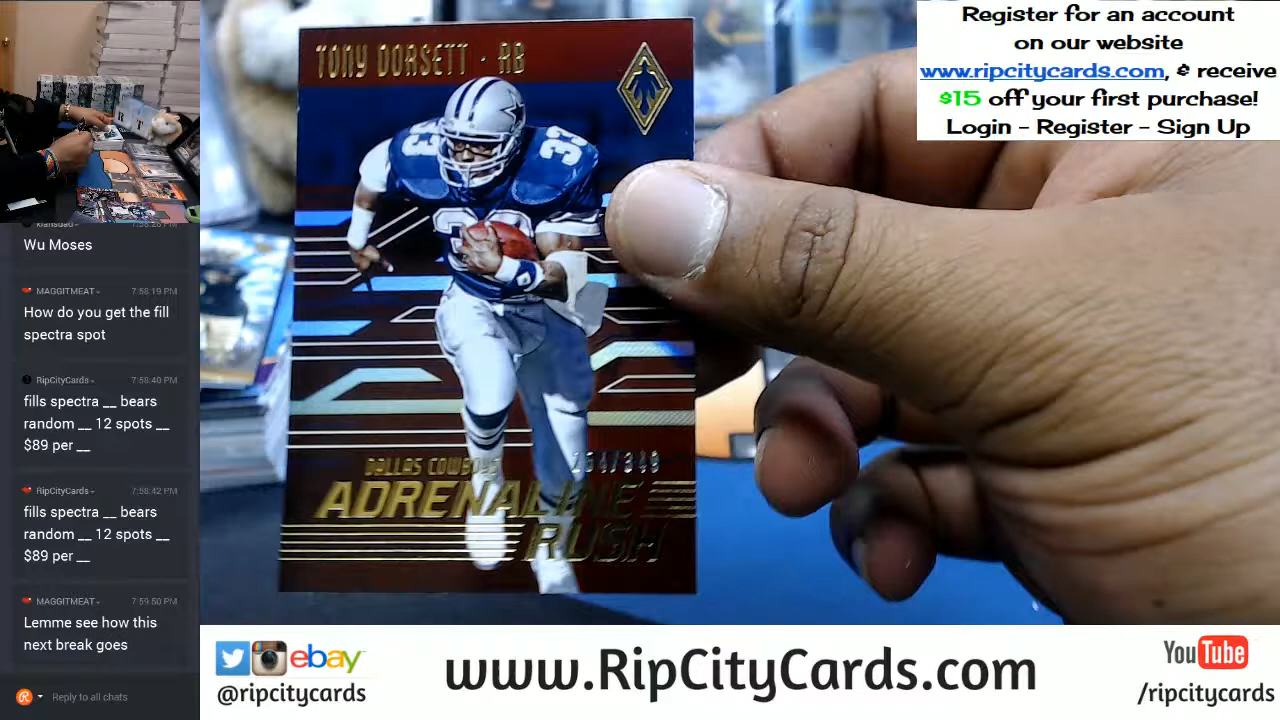 Register for an account
on our website
www.ripcitycards.com, & receive
$15 off your first purchase!
Login - Register - Sign Up
TONY DORSETT · RB
33
33
33
DALLAS COWBOYS
ADRENALINE
RUSH
R T
Wu Moses
MAGGITMEAT 7:58:19 PM
How do you get the fill
spectra spot
RipCityCards 7:58:40 PM
fills spectra __ bears
random __ 12 spots __
$89 per __
RipCityCards 7:58:42 PM
fills spectra __ bears
random __ 12 spots __
$89 per __
MAGGITMEAT 7:59:50 PM
Lemme see how this
next break goes
Reply to all chats
ebay
@ripcitycards
www.RipCityCards.com
YouTube
/ripcitycards